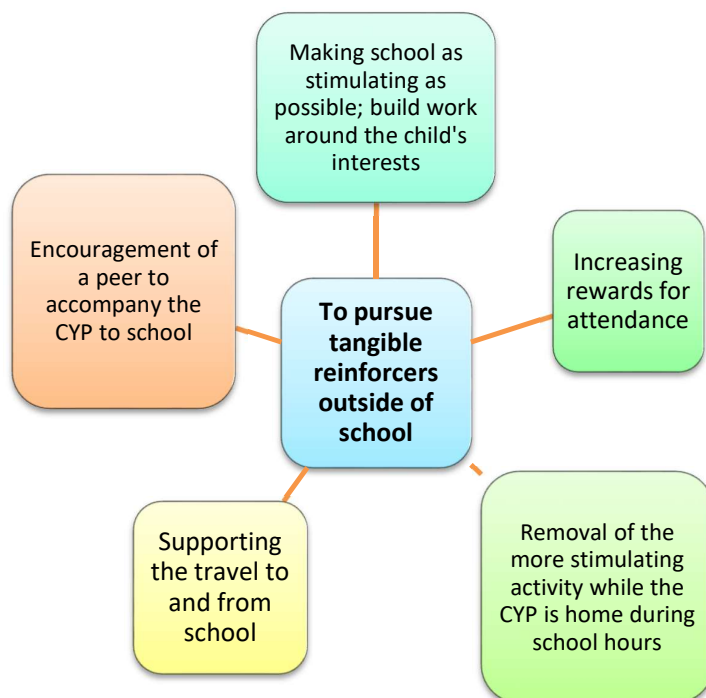 Making school as
stimulating as
possible; build work
around the child's
interests
Encouragement of
a peer to
accompany the
CYP to school
Increasing
rewards for
attendance
To pursue
tangible
reinforcers
outside of
school
Supporting
the travel to
and from
school
Removal of the
more stimulating
activity while the
CYP is home during
school hours